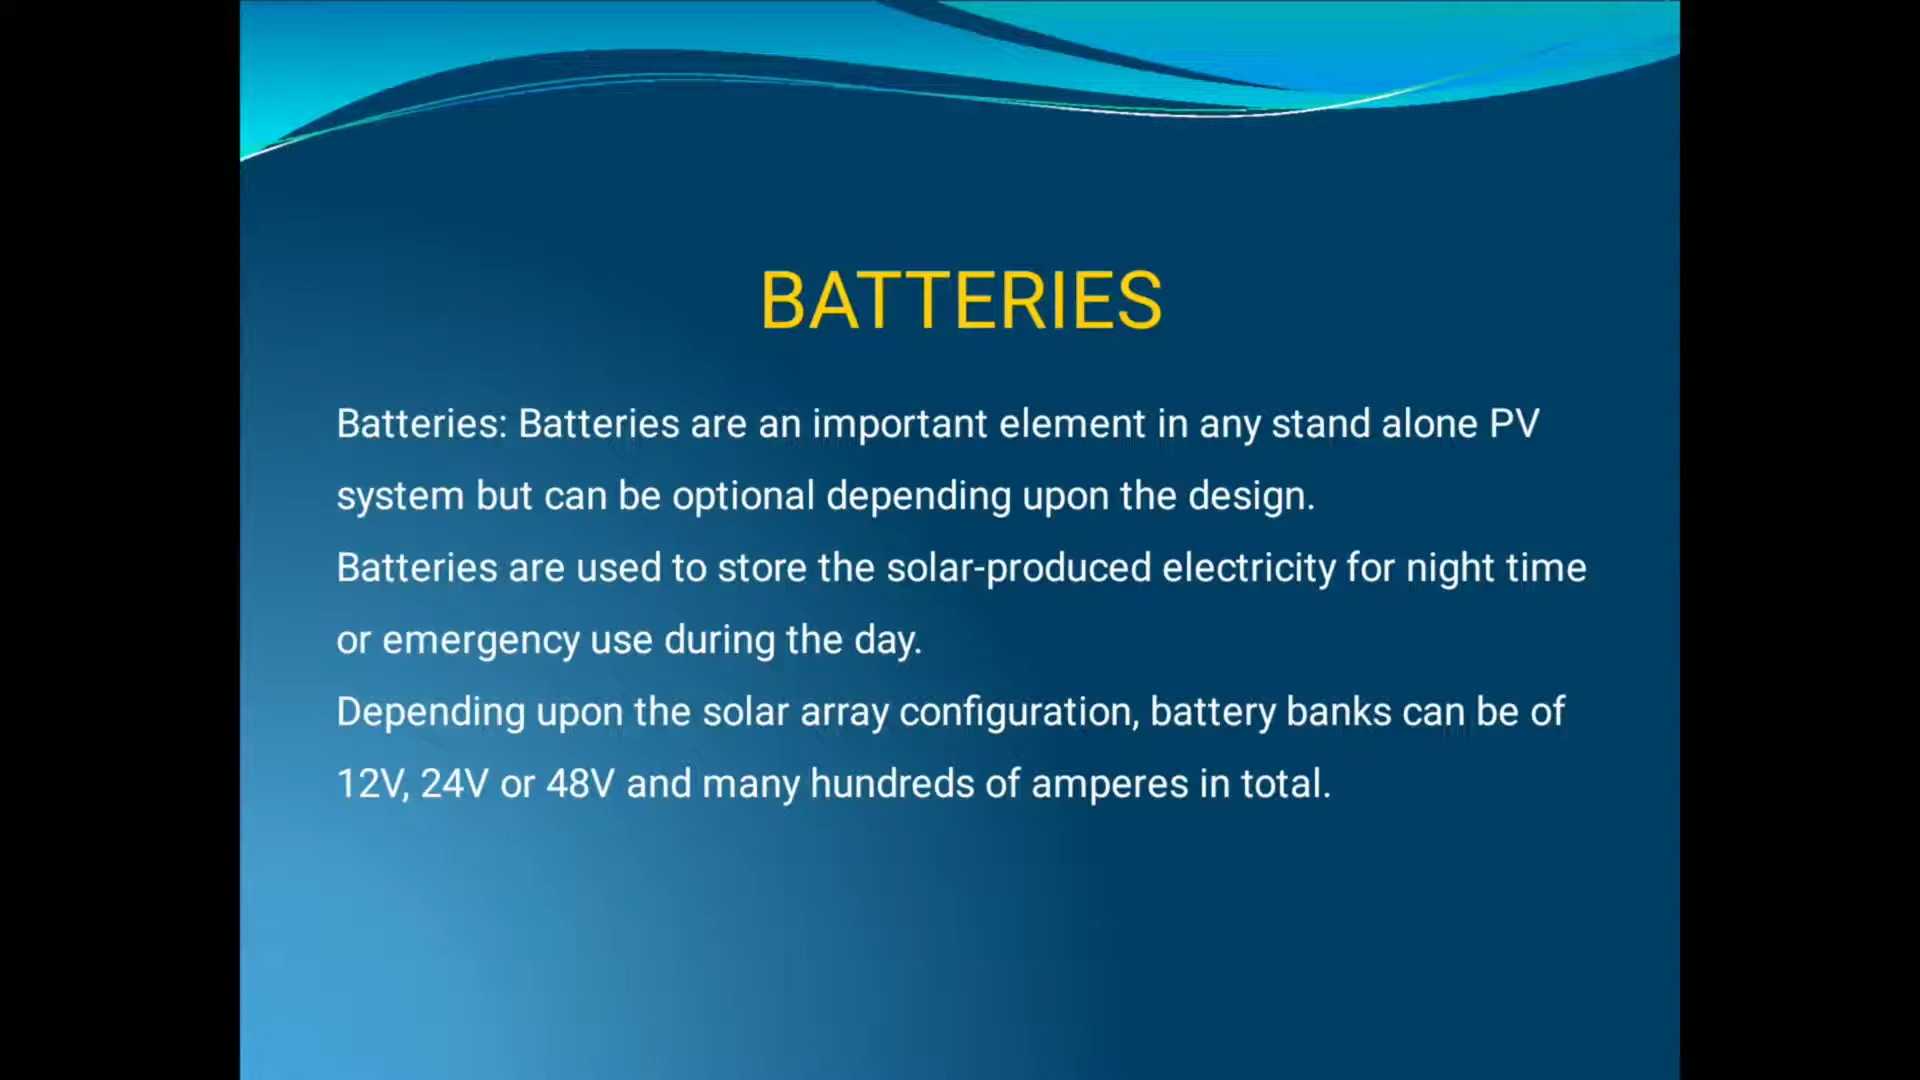 BATTERIES
Batteries: Batteries are an important element in any stand alone PV
system but can be optional depending upon the design.
Batteries are used to store the solar-produced electricity for night time
or emergency use during the day.
Depending upon the solar array configuration, battery banks can be of
12V, 24V or 48V and many hundreds of amperes in total.